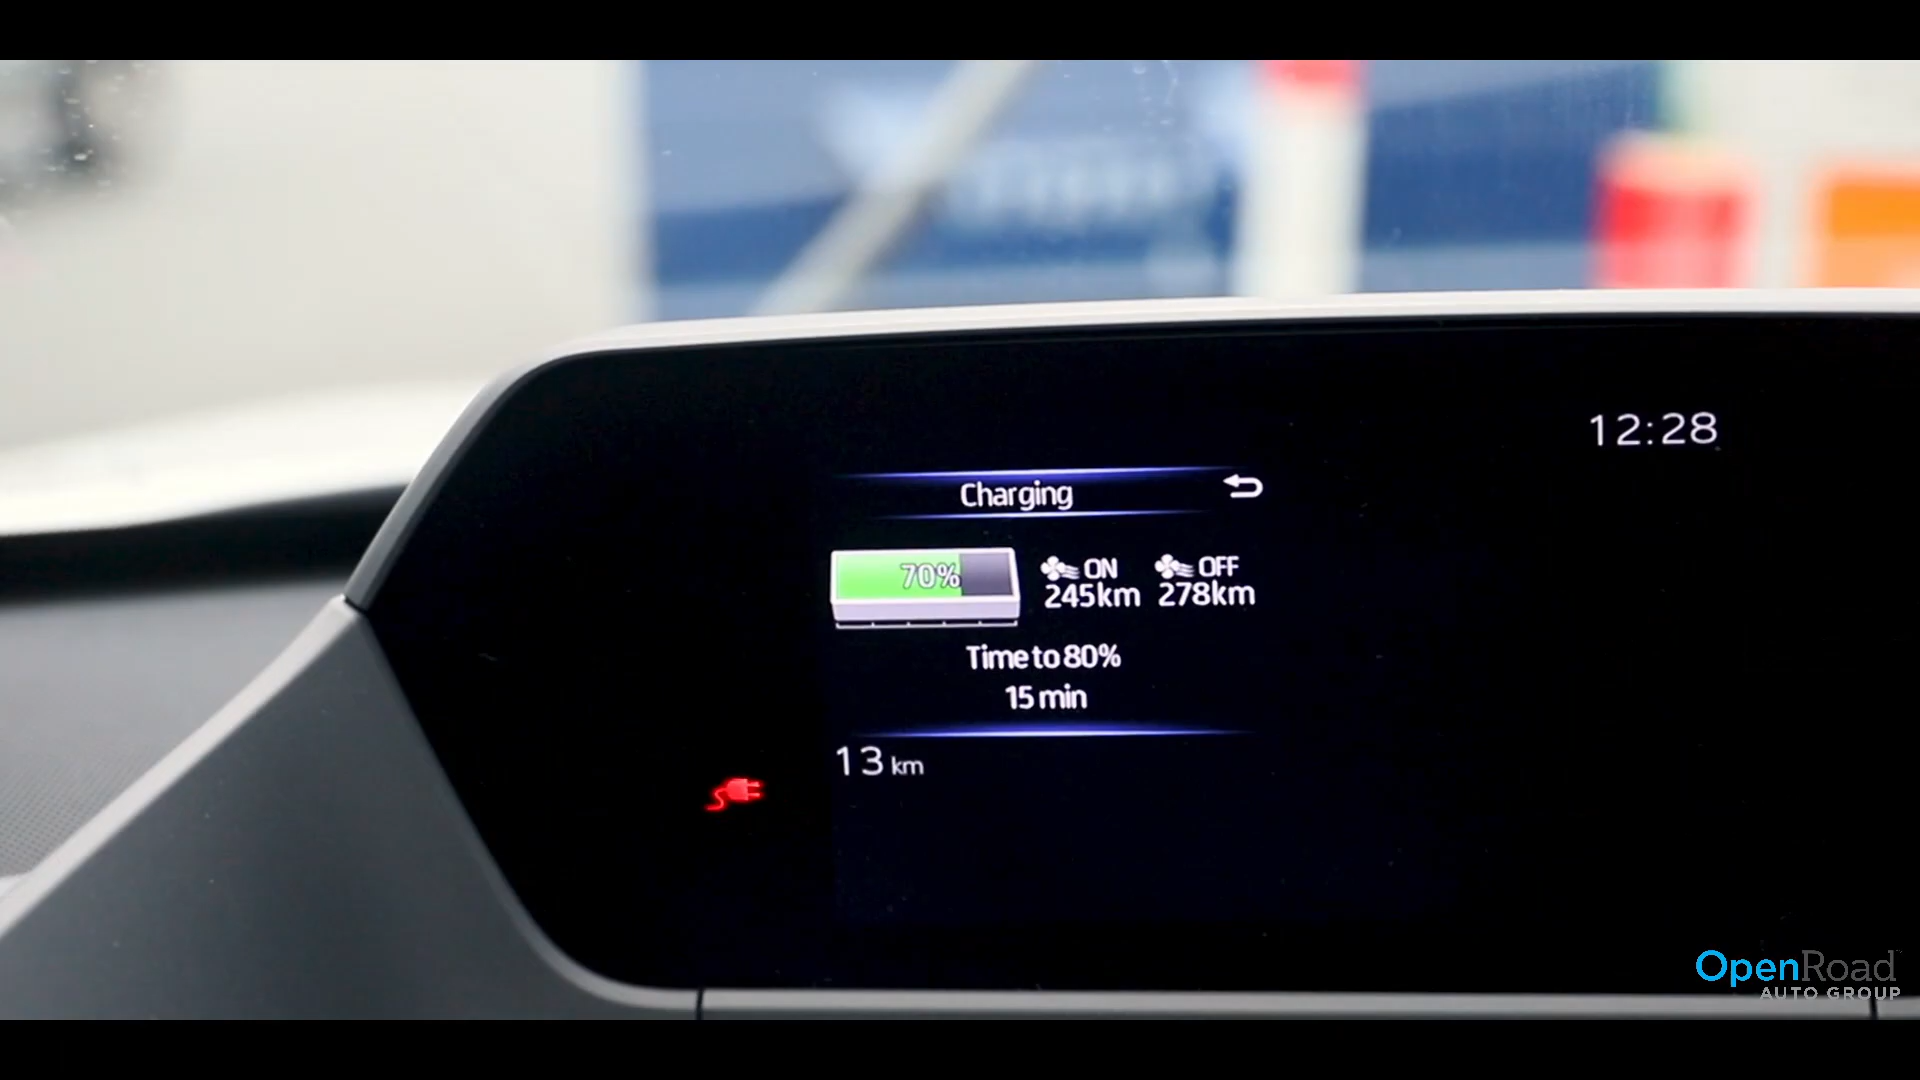 12:28
Charging
70%
ON OFF
245km 278km
Time to 80%
15 min
13 km
OpenRoad
AUTO GROUP